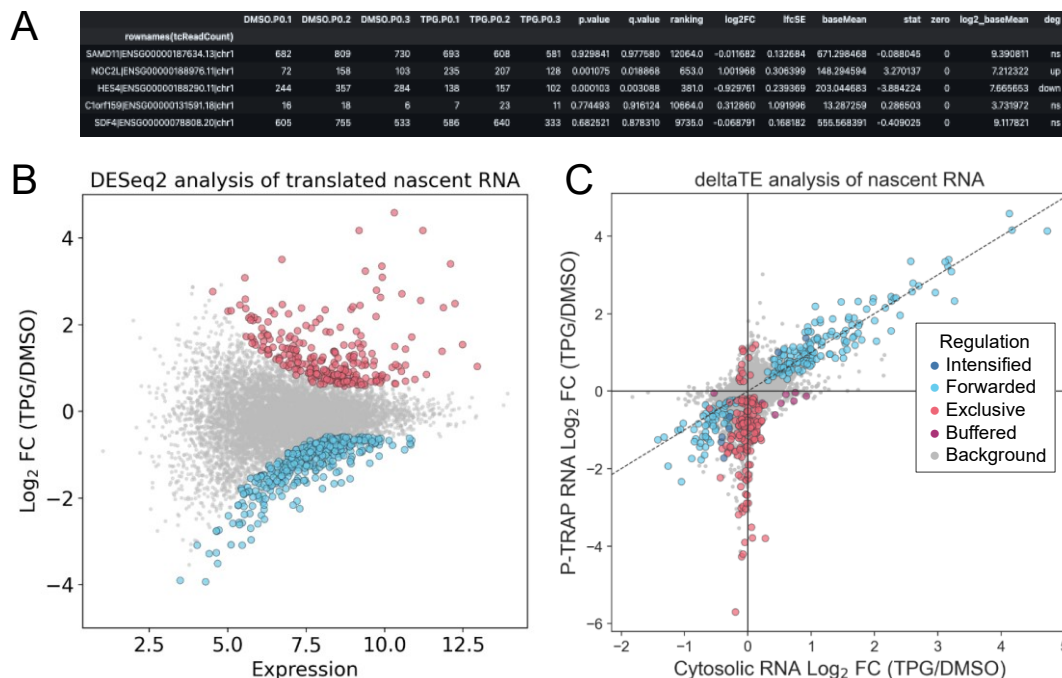 A
DMSO.P0.1 DMSO.P0.2 DMSO.P0.3 TPG.P0.1 TPG.P0.2 TPG.P0.3 p.value q.value ranking log2FC lfcSE baseMean stat zero log2_baseMean deg
rownames(tcReadCount)
SAMD11|ENSG00000187634.13|chr1 682 809 730 693 608 581 0.929841 0.977580 12064.0 -0.011682 0.132684 671.298468 -0.088045 0 9.390811 ns
NOC2L|ENSG00000188976.11|chr1 72 158 103 235 207 128 0.001075 0.018868 653.0 1.001968 0.306399 148.294594 3.270137 0 7.212322 up
HES4|ENSG00000188290.11|chr1 244 357 284 138 157 102 0.000103 0.003088 381.0 -0.929761 0.239369 203.044683 -3.884224 0 7.665653 down
C1orf159|ENSG00000131591.18|chr1 16 18 6 7 23 11 0.774493 0.916124 10664.0 0.312860 1.091996 13.287259 0.286503 0 3.731972 ns
SDF4|ENSG00000078808.20|chr1 605 755 533 586 640 333 0.682521 0.878310 9735.0 -0.068791 0.168182 555.568391 -0.409025 0 9.117821 ns
B
DESeq2 analysis of translated nascent RNA
Log₂ FC (TPG/DMSO)
4
2
0
−2
−4
2.5 5.0 7.5 10.0 12.5
Expression
C
deltaTE analysis of nascent RNA
P-TRAP RNA Log₂ FC (TPG/DMSO)
4
2
0
−2
−4
−6
Regulation
Intensified
Forwarded
Exclusive
Buffered
Background
−2 −1 0 1 2 3 4 5
Cytosolic RNA Log₂ FC (TPG/DMSO)